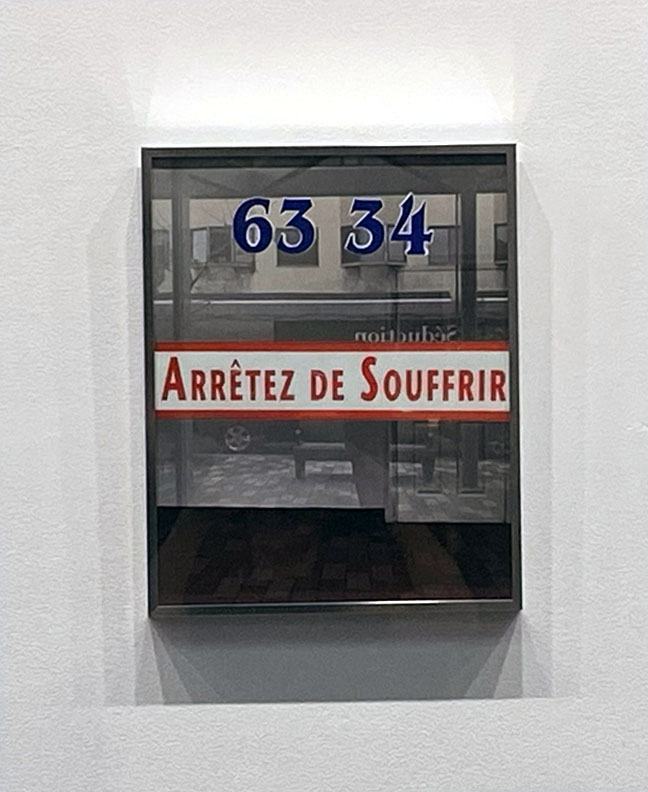 63 34
Séduction
ARRÊTEZ DE SOUFFRIR